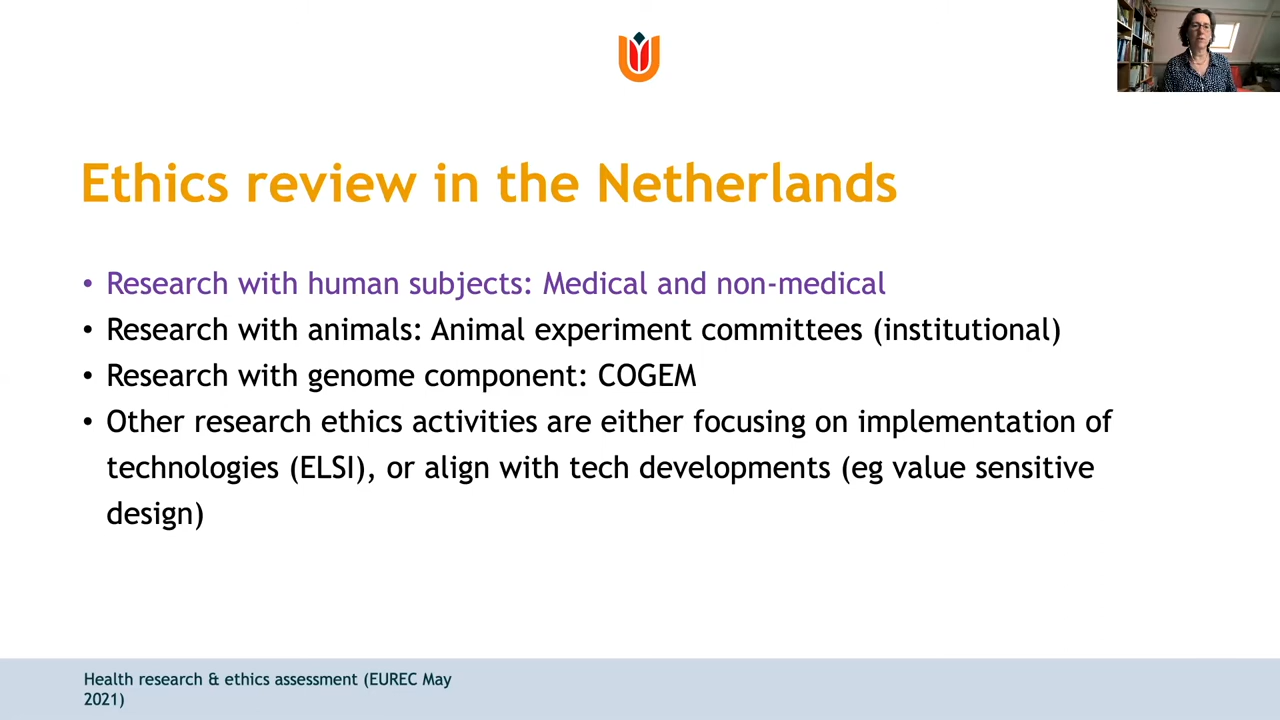 Ethics review in the Netherlands
• Research with human subjects: Medical and non-medical
• Research with animals: Animal experiment committees (institutional)
• Research with genome component: COGEM
• Other research ethics activities are either focusing on implementation of
technologies (ELSI), or align with tech developments (eg value sensitive
design)
Health research & ethics assessment (EUREC May
2021)